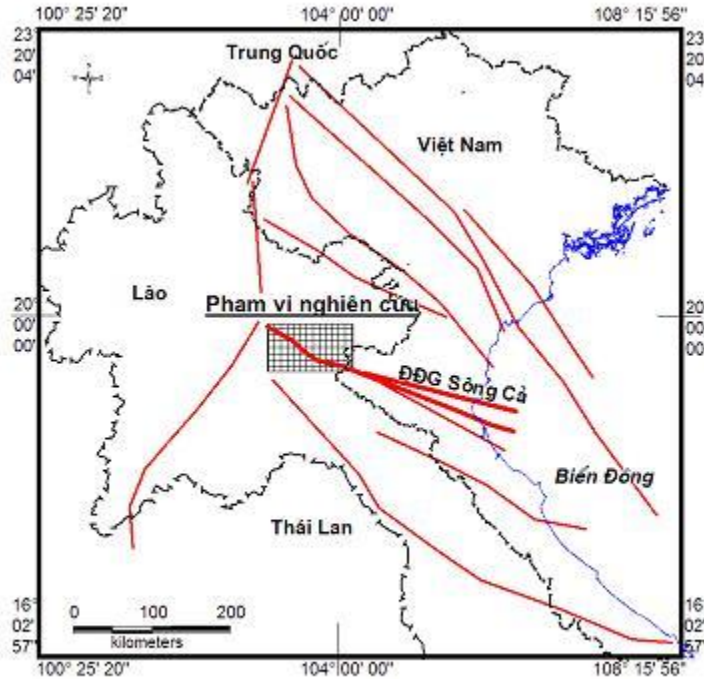 100° 25' 20"
104° 00' 00"
108° 15' 56"
23°
20'
04"
23°
20'
04"
Trung Quốc
Việt Nam
Lào
20°
00'
00'
Phạm vi nghiên cứu
20°
00'
00"
ĐĐG Sông Cả
Biển Đông
Thái Lan
16°
02'
57"
16°
02'
57"
0 100 200
kilometers
100° 25' 20"
104° 00' 00"
108° 15' 56"